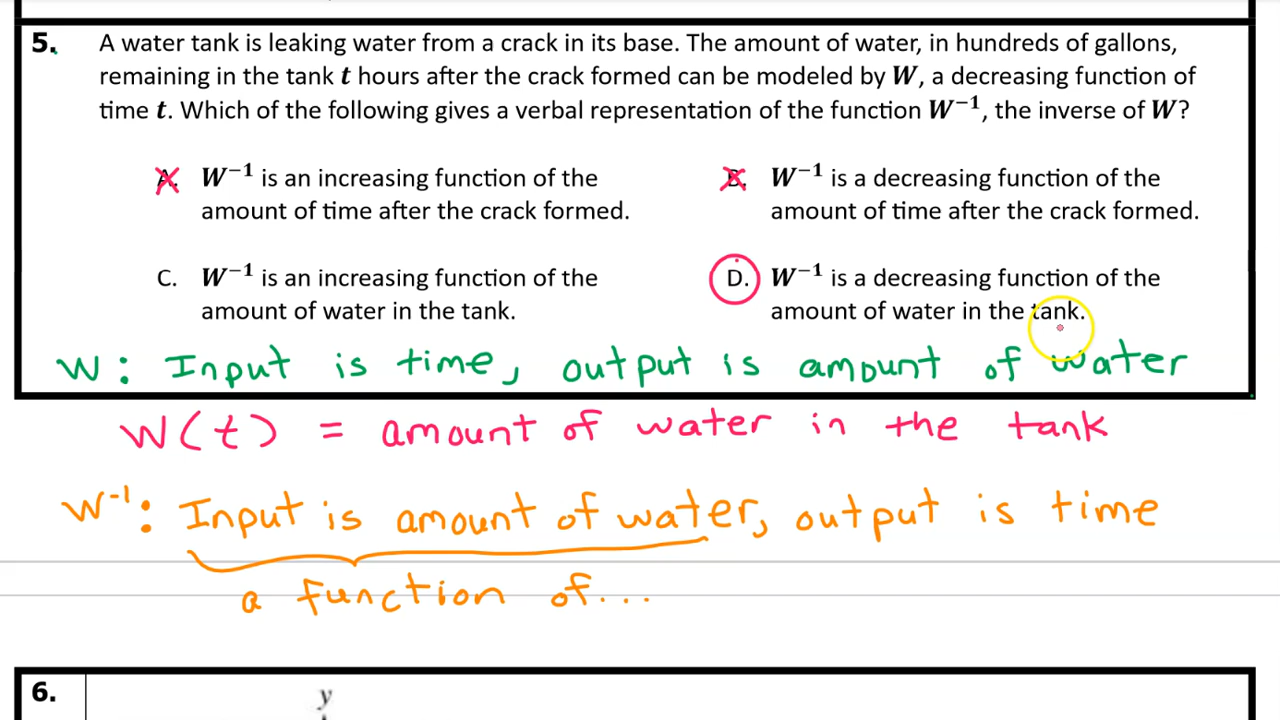 5. A water tank is leaking water from a crack in its base. The amount of water, in hundreds of gallons,
remaining in the tank t hours after the crack formed can be modeled by W, a decreasing function of
time t. Which of the following gives a verbal representation of the function W⁻¹, the inverse of W?
A. W⁻¹ is an increasing function of the
amount of time after the crack formed.
B. W⁻¹ is a decreasing function of the
amount of time after the crack formed.
C. W⁻¹ is an increasing function of the
amount of water in the tank.
D. W⁻¹ is a decreasing function of the
amount of water in the tank.
W: Input is time, output is amount of water
W(t) = amount of water in the tank
W⁻¹: Input is amount of water, output is time
a function of...
6.
y